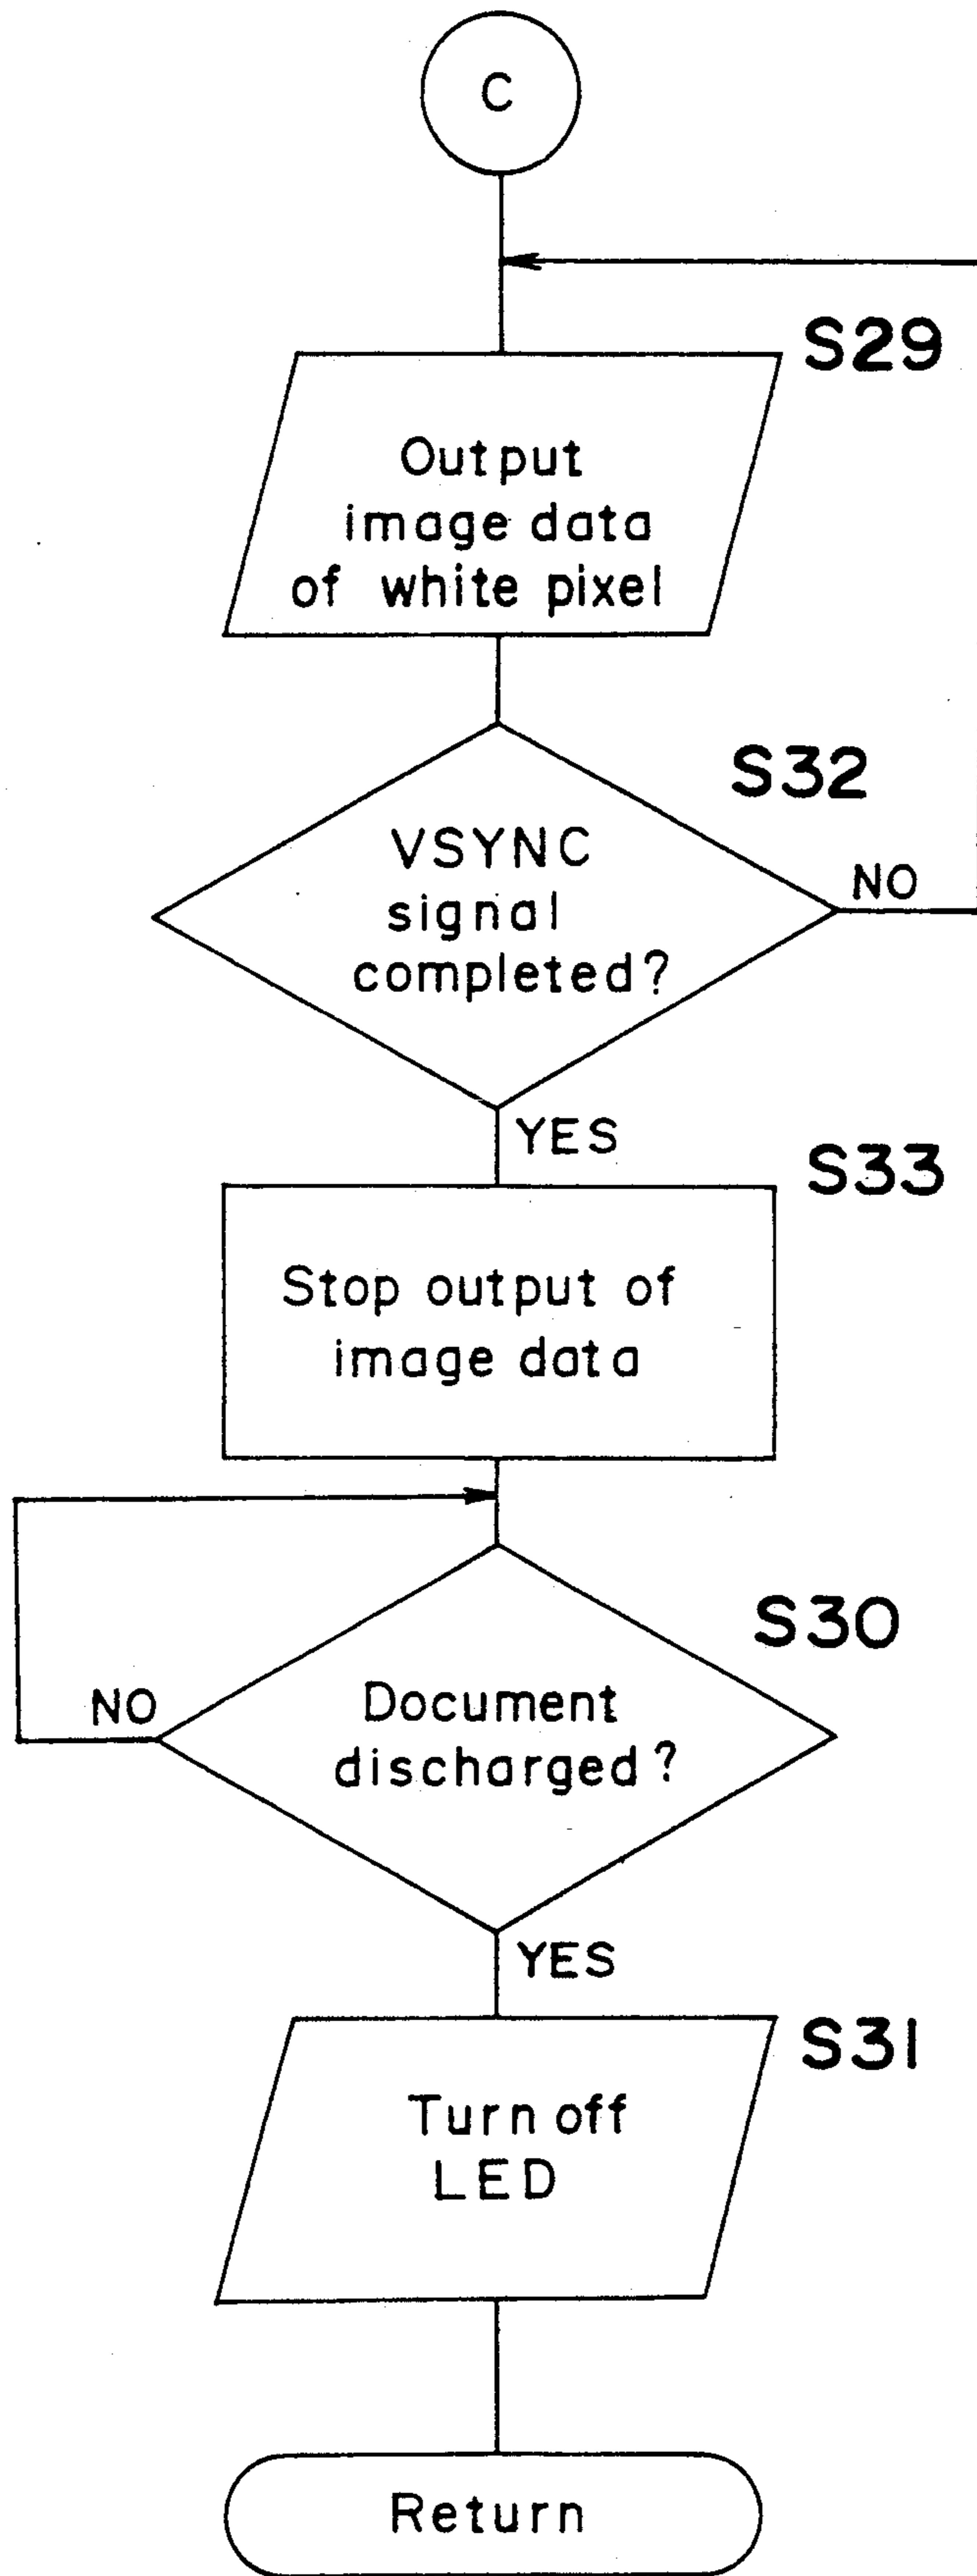 C
S29
Output
image data
of white pixel
S32
VSYNC
signal
completed?
NO
YES
S33
Stop output of
image data
S30
NO
Document
discharged?
YES
S31
Turn off
LED
Return